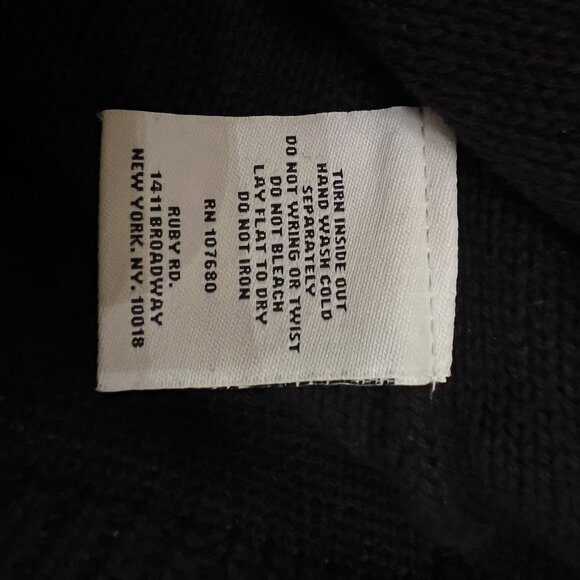 TURN INSIDE OUT
HAND WASH COLD
SEPARATELY
DO NOT WRING OR TWIST
DO NOT BLEACH
LAY FLAT TO DRY
DO NOT IRON
RN 107680
RUBY RD.
1411 BROADWAY
NEW YORK, NY. 10018